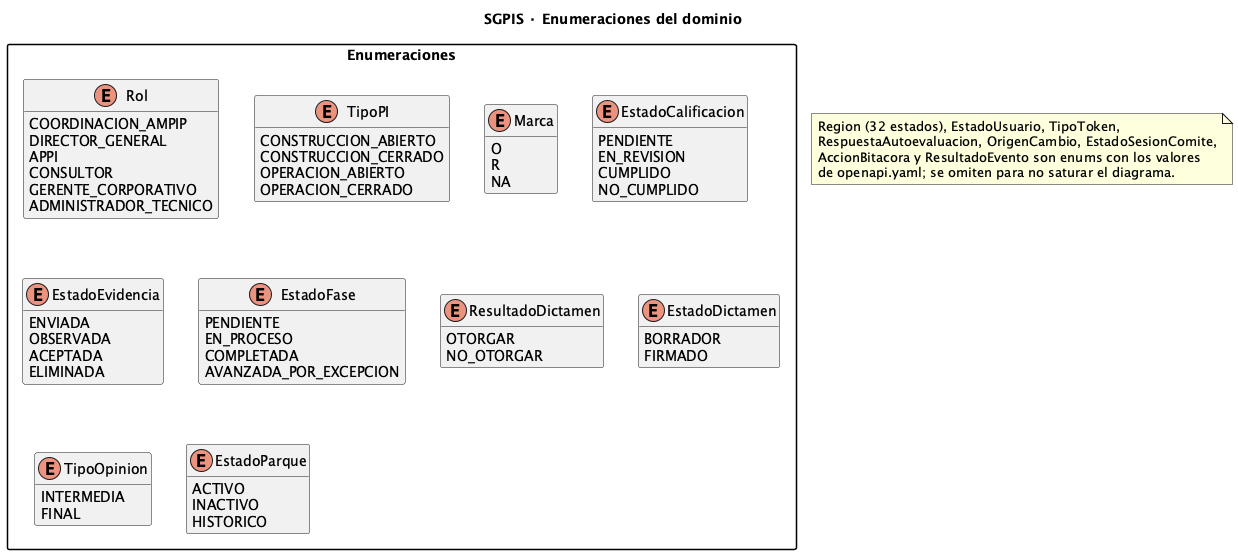 SGPIS · Enumeraciones del dominio
Enumeraciones
E Rol
COORDINACION_AMPIP
DIRECTOR_GENERAL
APPI
CONSULTOR
GERENTE_CORPORATIVO
ADMINISTRADOR_TECNICO
E TipoPI
CONSTRUCCION_ABIERTO
CONSTRUCCION_CERRADO
OPERACION_ABIERTO
OPERACION_CERRADO
E Marca
O
R
NA
E EstadoCalificacion
PENDIENTE
EN_REVISION
CUMPLIDO
NO_CUMPLIDO
Region (32 estados), EstadoUsuario, TipoToken,
RespuestaAutoevaluacion, OrigenCambio, EstadoSesionComite,
AccionBitacora y ResultadoEvento son enums con los valores
de openapi.yaml; se omiten para no saturar el diagrama.
E EstadoEvidencia
ENVIADA
OBSERVADA
ACEPTADA
ELIMINADA
E EstadoFase
PENDIENTE
EN_PROCESO
COMPLETADA
AVANZADA_POR_EXCEPCION
E ResultadoDictamen
OTORGAR
NO_OTORGAR
E EstadoDictamen
BORRADOR
FIRMADO
E TipoOpinion
INTERMEDIA
FINAL
E EstadoParque
ACTIVO
INACTIVO
HISTORICO